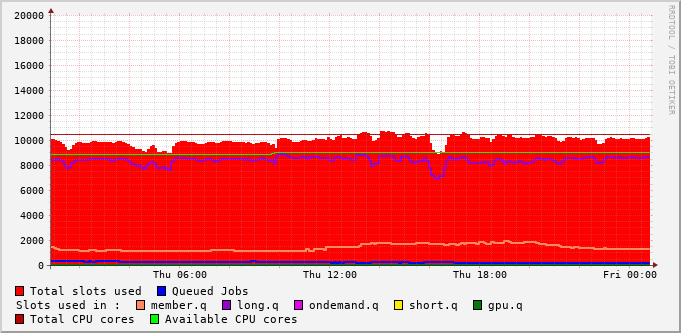 20000
18000
16000
14000
12000
10000
8000
6000
4000
2000
0
Thu 06:00 Thu 12:00 Thu 18:00 Fri 00:00
RRDTOOL / TOBI OETIKER
Total slots used Queued Jobs
Slots used in : member.q long.q ondemand.q short.q gpu.q
Total CPU cores Available CPU cores